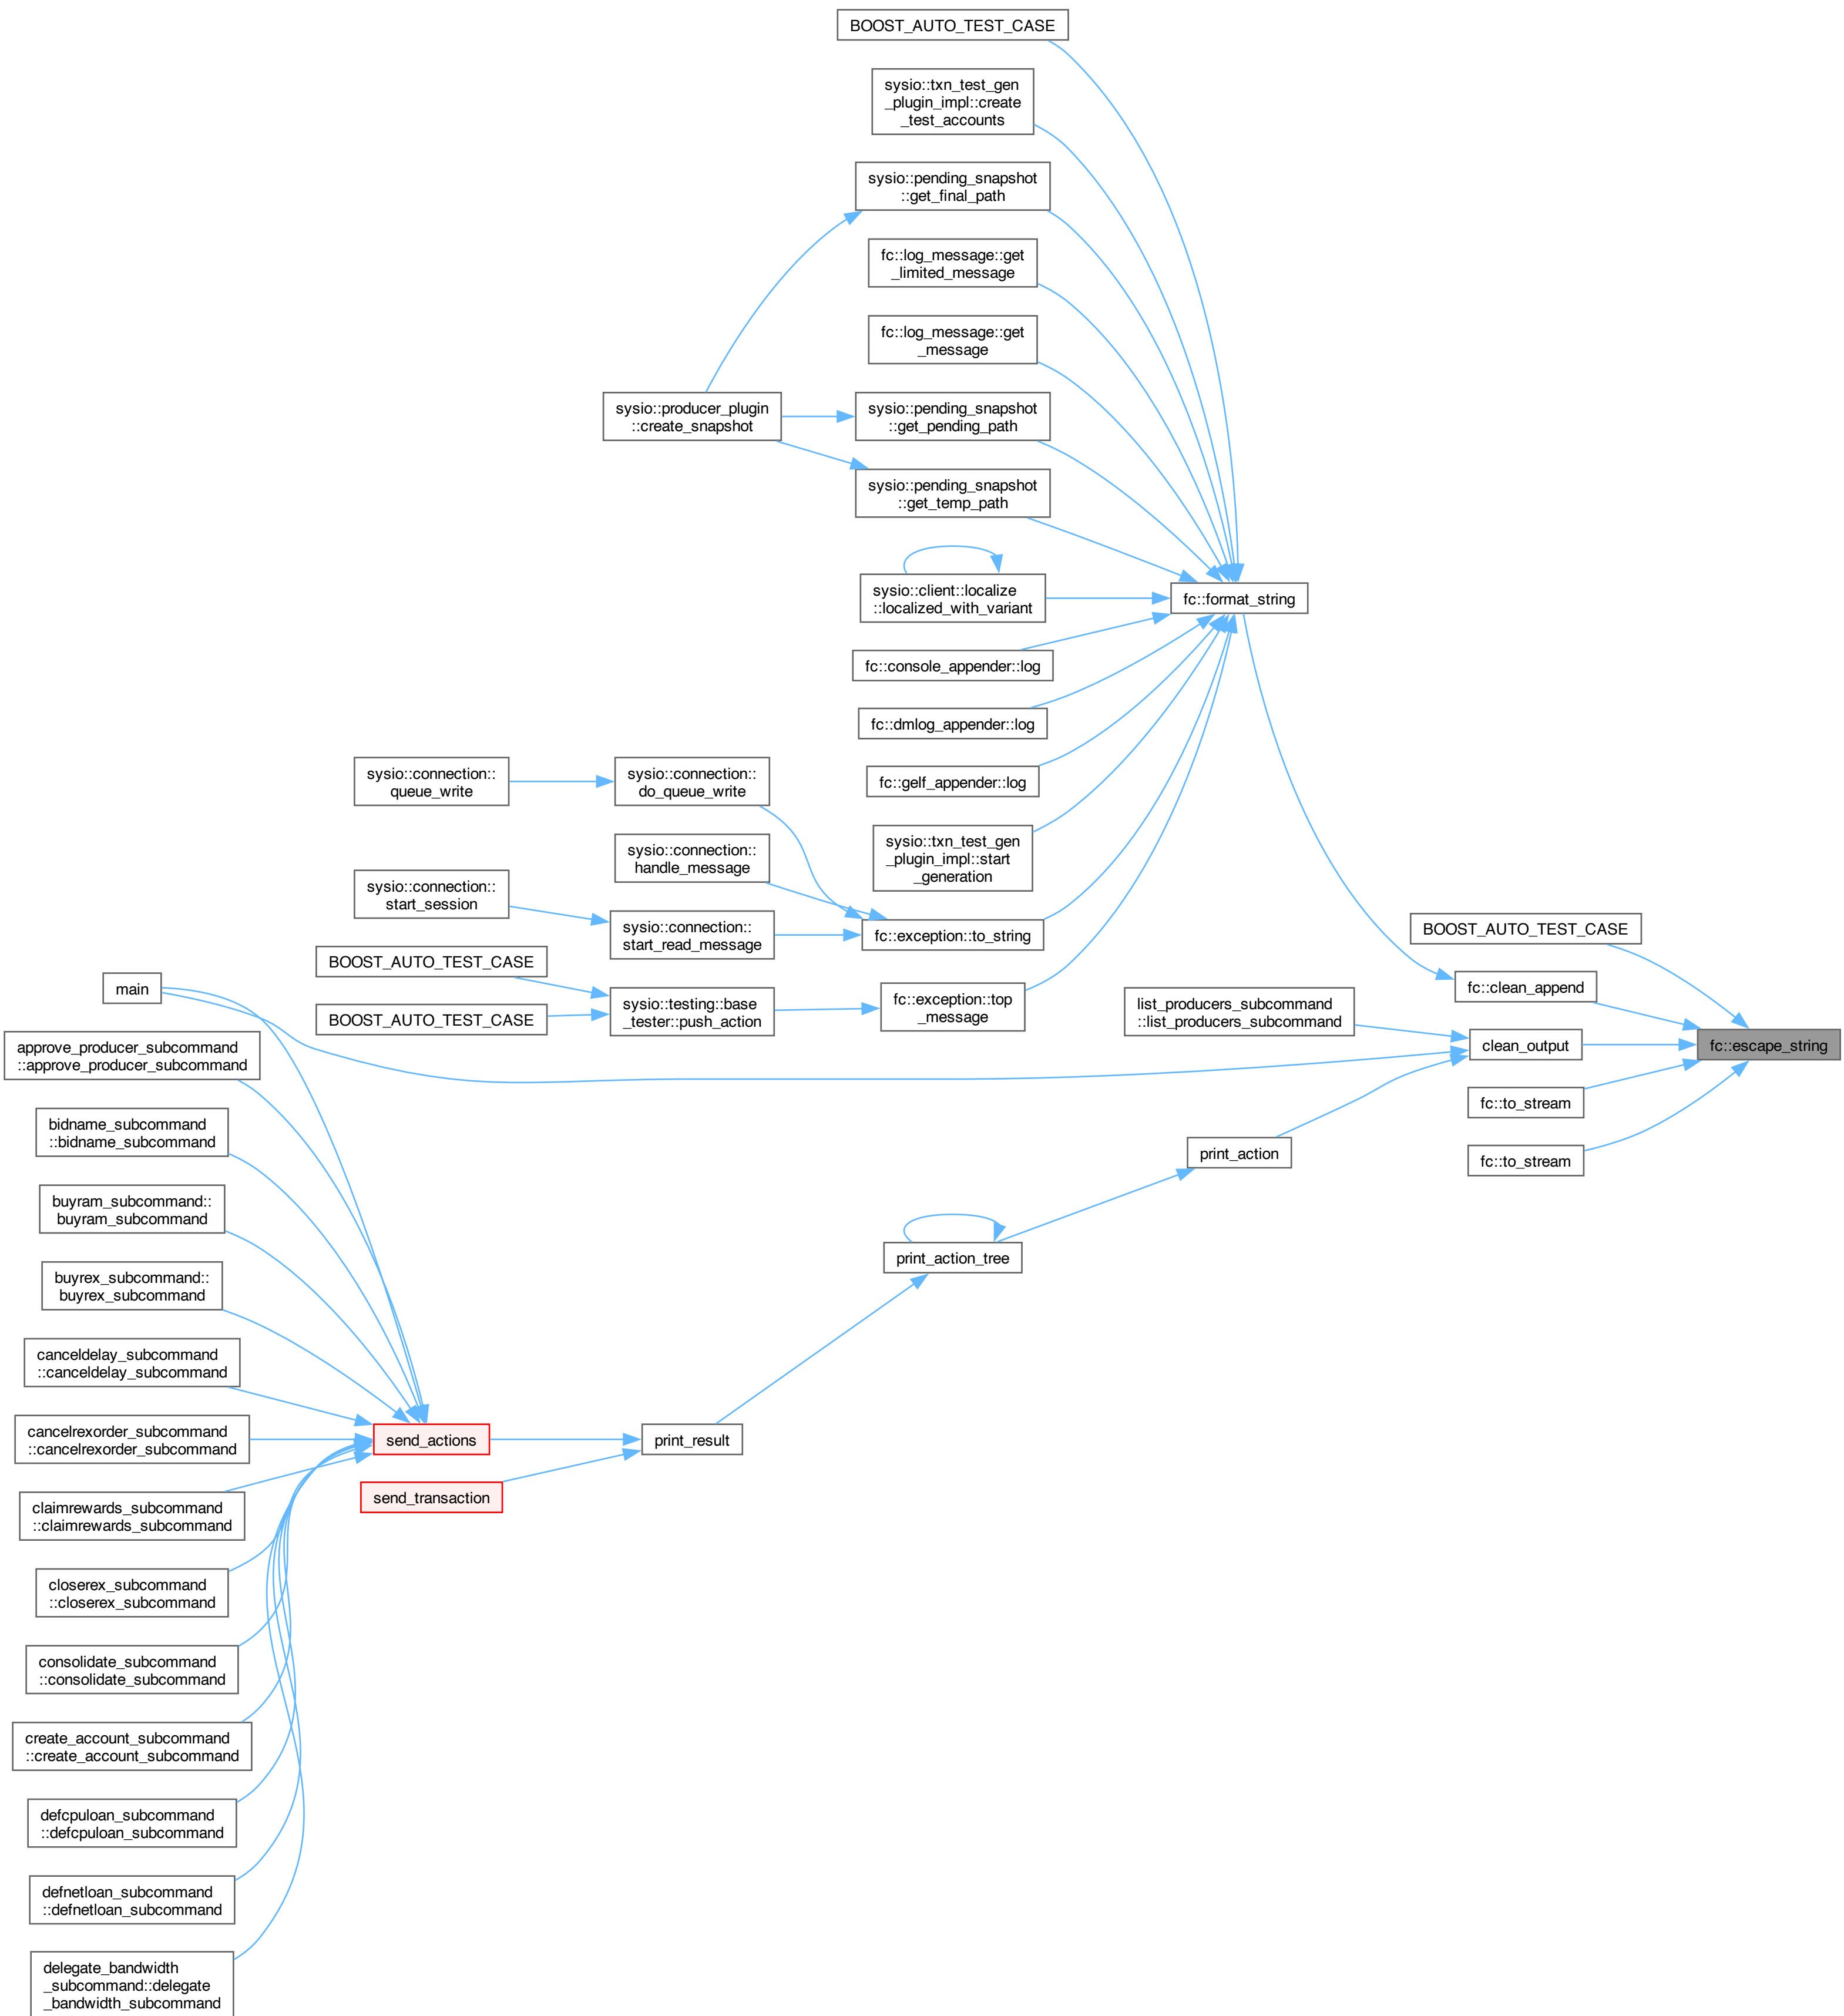 BOOST_AUTO_TEST_CASE
sysio::txn_test_gen
_plugin_impl::create
_test_accounts
sysio::pending_snapshot
::get_final_path
fc::log_message::get
_limited_message
fc::log_message::get
_message
sysio::producer_plugin
::create_snapshot
sysio::pending_snapshot
::get_pending_path
sysio::pending_snapshot
::get_temp_path
sysio::client::localize
::localized_with_variant
fc::format_string
fc::console_appender::log
fc::dmlog_appender::log
fc::gelf_appender::log
sysio::connection::
queue_write
sysio::connection::
do_queue_write
sysio::txn_test_gen
_plugin_impl::start
_generation
sysio::connection::
handle_message
sysio::connection::
start_session
sysio::connection::
start_read_message
fc::exception::to_string
BOOST_AUTO_TEST_CASE
BOOST_AUTO_TEST_CASE
main
fc::clean_append
BOOST_AUTO_TEST_CASE
sysio::testing::base
_tester::push_action
fc::exception::top
_message
list_producers_subcommand
::list_producers_subcommand
clean_output
fc::escape_string
approve_producer_subcommand
::approve_producer_subcommand
fc::to_stream
bidname_subcommand
::bidname_subcommand
print_action
fc::to_stream
buyram_subcommand::
buyram_subcommand
print_action_tree
buyrex_subcommand::
buyrex_subcommand
canceldelay_subcommand
::canceldelay_subcommand
cancelrexorder_subcommand
::cancelrexorder_subcommand
send_actions
print_result
send_transaction
claimrewards_subcommand
::claimrewards_subcommand
closerex_subcommand
::closerex_subcommand
consolidate_subcommand
::consolidate_subcommand
create_account_subcommand
::create_account_subcommand
defcpuloan_subcommand
::defcpuloan_subcommand
defnetloan_subcommand
::defnetloan_subcommand
delegate_bandwidth
_subcommand::delegate
_bandwidth_subcommand